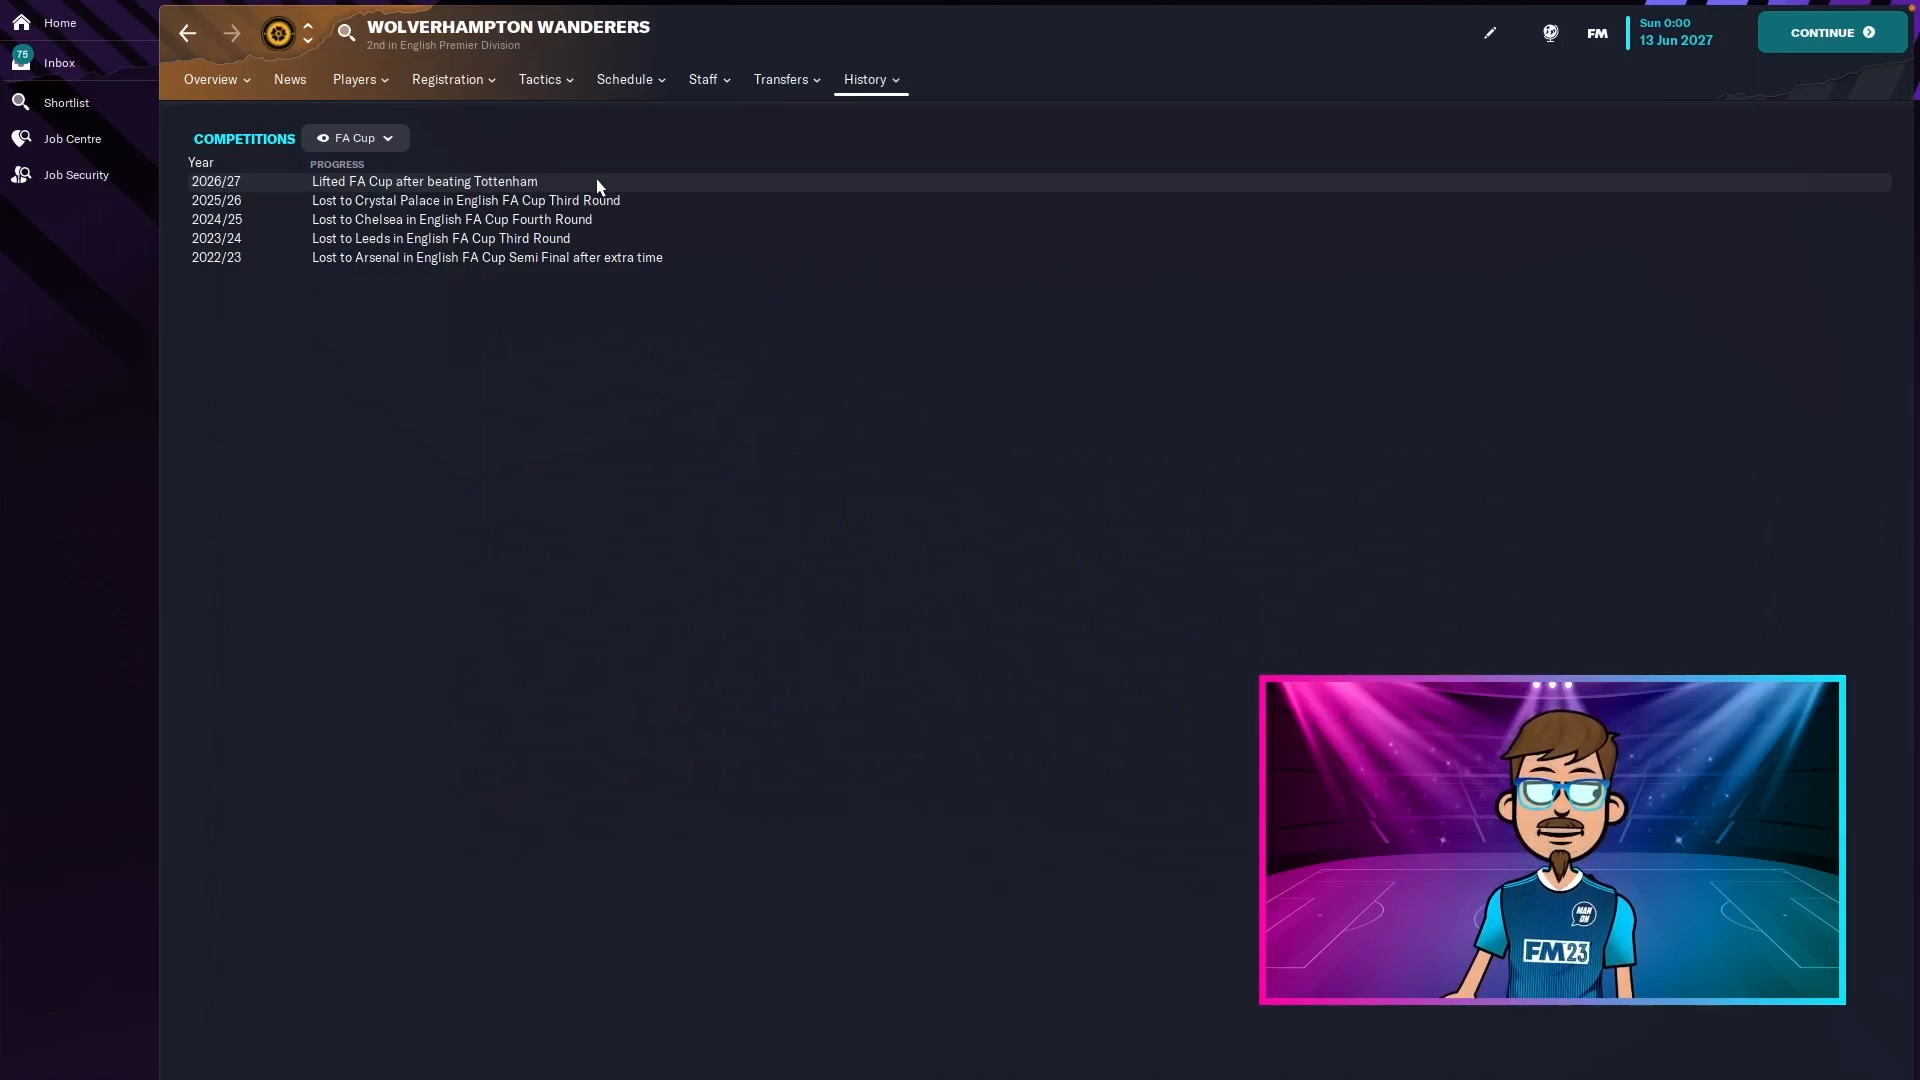 Home
75
Inbox
Shortlist
Job Centre
Job Security
WOLVERHAMPTON WANDERERS
2nd in English Premier Division
FM
Sun 0:00
13 Jun 2027
CONTINUE
Overview News Players Registration Tactics Schedule Staff Transfers History
COMPETITIONS FA Cup
Year PROGRESS
2026/27 Lifted FA Cup after beating Tottenham
2025/26 Lost to Crystal Palace in English FA Cup Third Round
2024/25 Lost to Chelsea in English FA Cup Fourth Round
2023/24 Lost to Leeds in English FA Cup Third Round
2022/23 Lost to Arsenal in English FA Cup Semi Final after extra time
MAN
ON
FM23